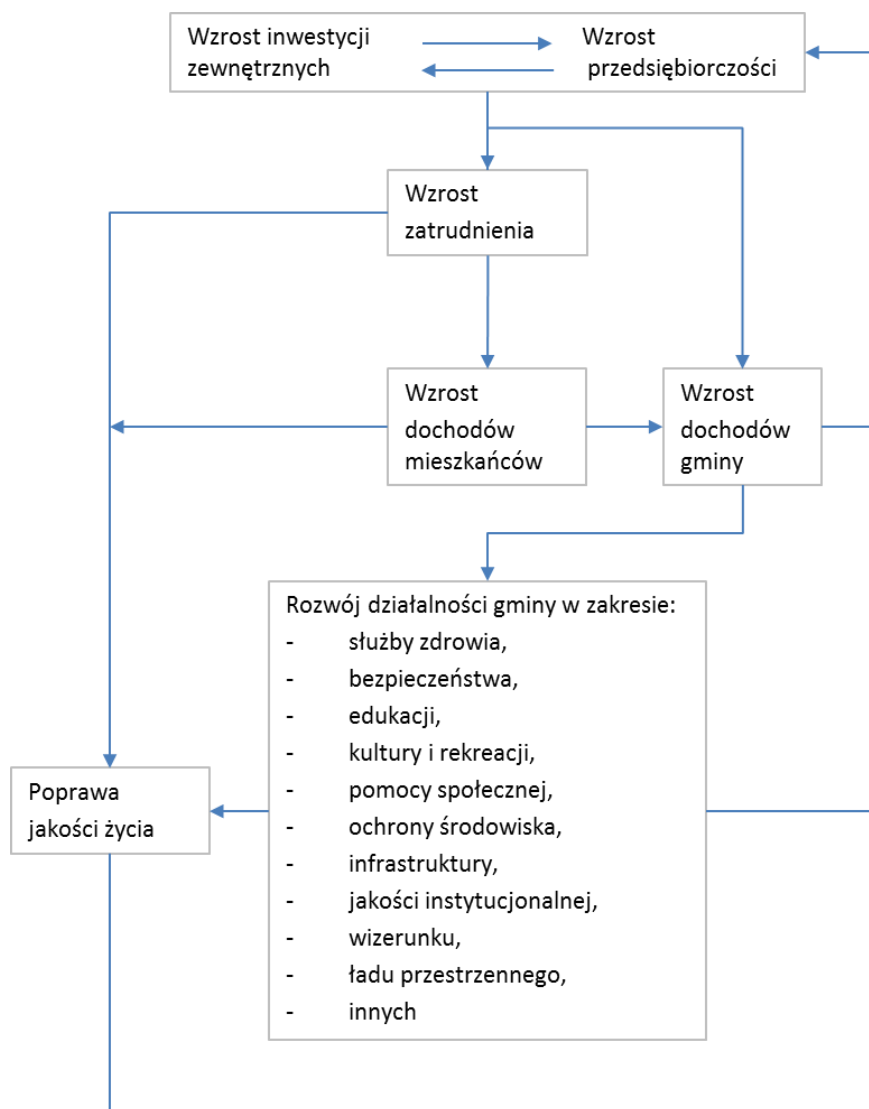 Wzrost inwestycji
zewnętrznych
Wzrost
przedsiębiorczości
Wzrost
zatrudnienia
Wzrost
dochodów
mieszkańców
Wzrost
dochodów
gminy
Rozwój działalności gminy w zakresie:
- służby zdrowia,
- bezpieczeństwa,
- edukacji,
- kultury i rekreacji,
- pomocy społecznej,
- ochrony środowiska,
- infrastruktury,
- jakości instytucjonalnej,
- wizerunku,
- ładu przestrzennego,
- innych
Poprawa
jakości życia